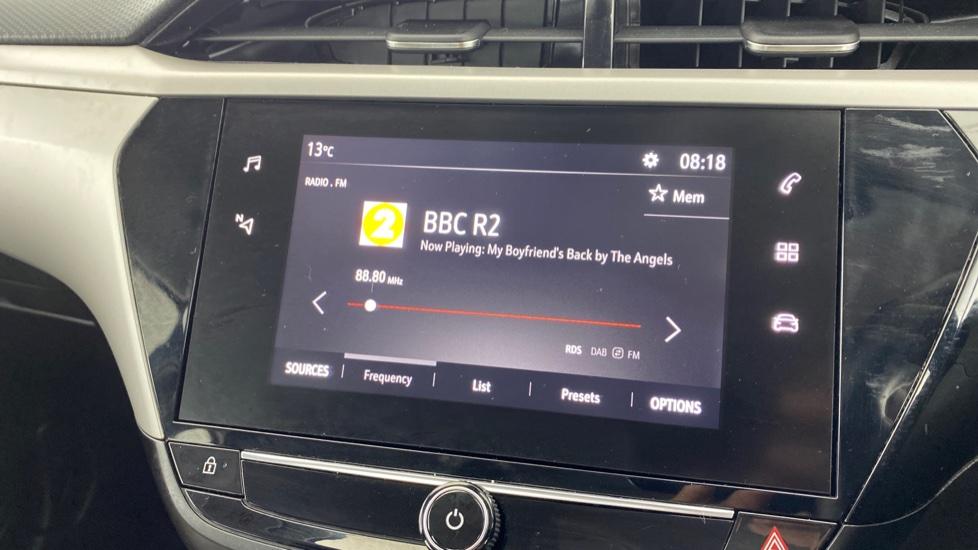 13°C
08:18
RADIO . FM
Mem
N
2
BBC R2
Now Playing: My Boyfriend's Back by The Angels
88.80 MHz
RDS DAB FM
SOURCES Frequency List Presets OPTIONS